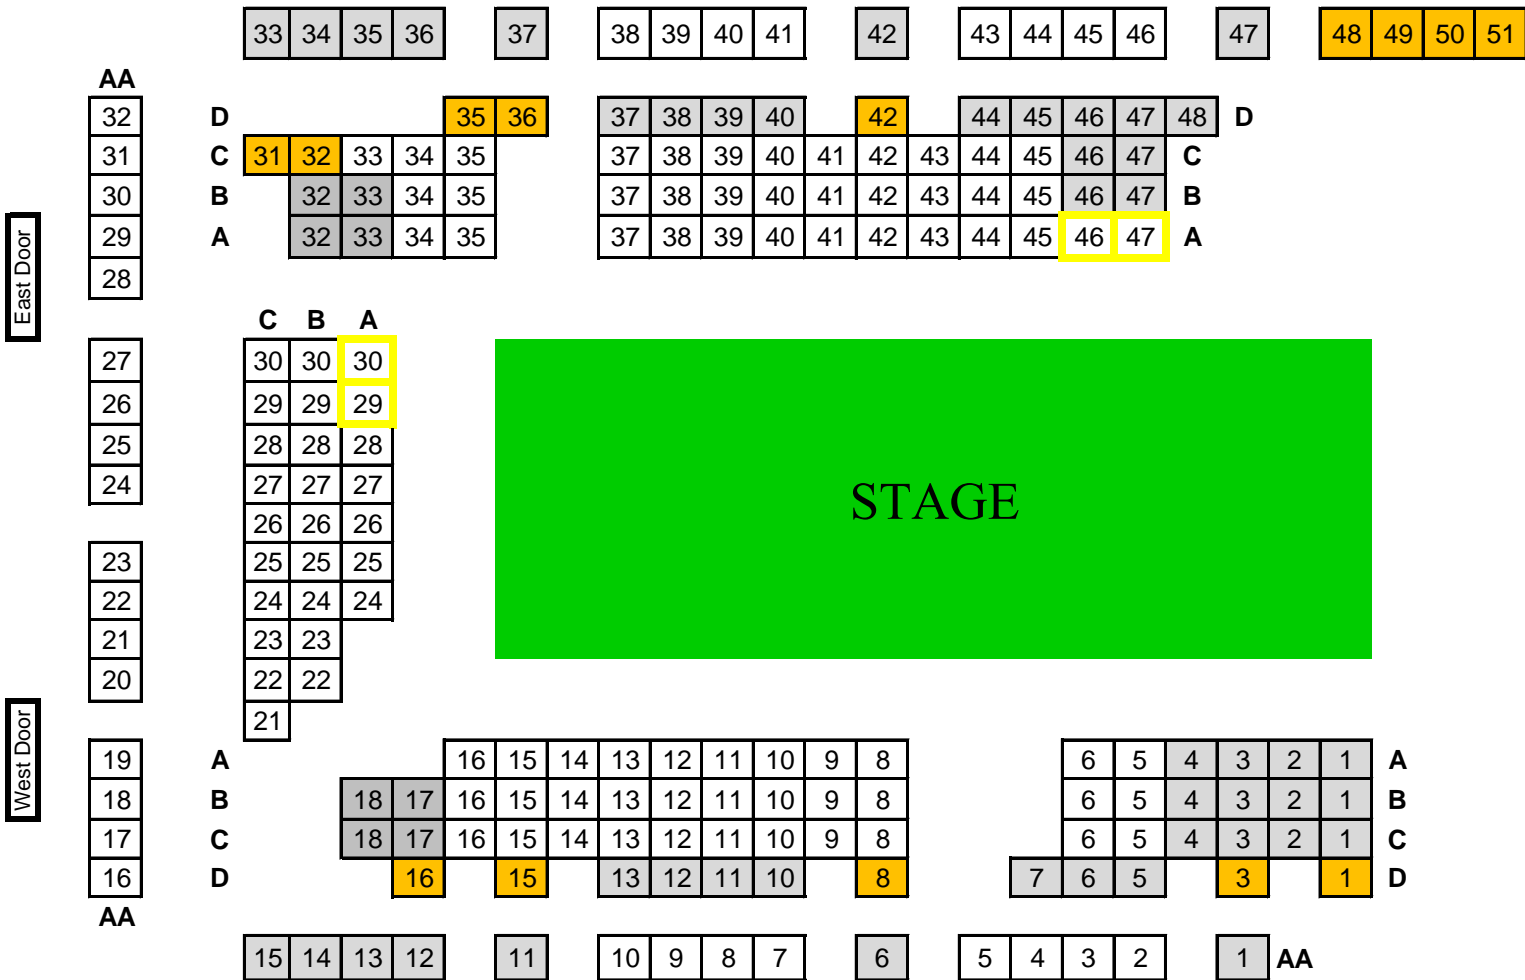 33 34 35 36 37 38 39 40 41 42 43 44 45 46 47 48 49 50 51
AA
32 D 35 36 37 38 39 40 42 44 45 46 47 48 D
31 C 31 32 33 34 35 37 38 39 40 41 42 43 44 45 46 47 C
30 B 32 33 34 35 37 38 39 40 41 42 43 44 45 46 47 B
29 A 32 33 34 35 37 38 39 40 41 42 43 44 45 46 47 A
28
East Door
C B A
27 30 30 30
26 29 29 29
25 28 28 28
24 27 27 27
STAGE
26 26 26
23 25 25 25
22 24 24 24
21 23 23
20 22 22
21
West Door
19 A 16 15 14 13 12 11 10 9 8 6 5 4 3 2 1 A
18 B 18 17 16 15 14 13 12 11 10 9 8 6 5 4 3 2 1 B
17 C 18 17 16 15 14 13 12 11 10 9 8 6 5 4 3 2 1 C
16 D 16 15 13 12 11 10 8 7 6 5 3 1 D
AA
15 14 13 12 11 10 9 8 7 6 5 4 3 2 1 AA